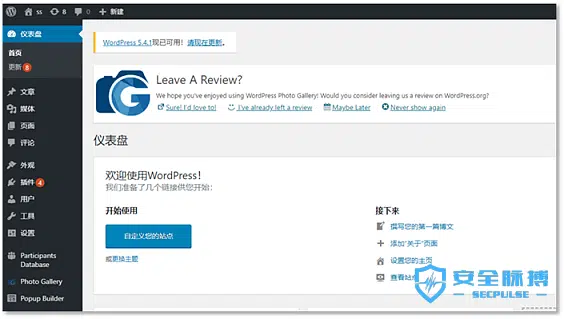 ss 8 0 + 新建
仪表盘
首页
更新 8
文章
媒体
页面
评论
外观
插件 4
用户
工具
设置
Participants
Database
Photo Gallery
Popup Builder
WordPress 5.4.1现已可用！请现在更新。
Leave A Review?
We hope you've enjoyed using WordPress Photo Gallery! Would you consider leaving us a review on WordPress.org?
Sure! I'd love to! I've already left a review Maybe Later Never show again
仪表盘
欢迎使用WordPress！
我们准备了几个链接供您开始：
开始使用
自定义您的站点
或更换主题
接下来
撰写您的第一篇博文
添加“关于”页面
设置您的主页
查看站点
安全脉搏
SECPULSE